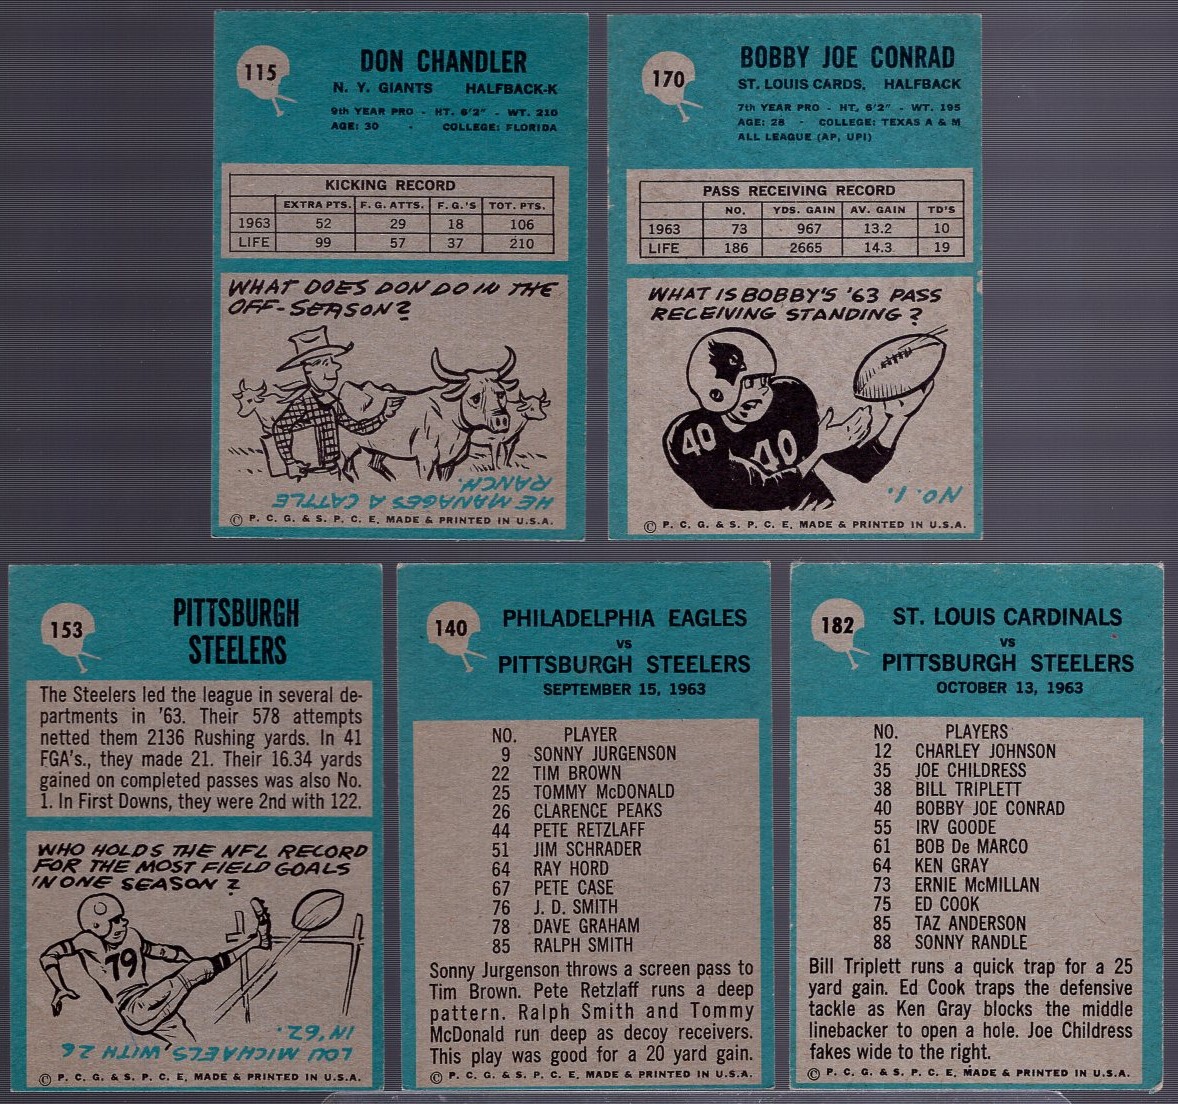 115
DON CHANDLER
N. Y. GIANTS HALFBACK-K
9th YEAR PRO - HT. 6'2" - WT. 210
AGE: 30 - COLLEGE: FLORIDA
KICKING RECORD
EXTRA PTS. F. G. ATTS. F. G.'S TOT. PTS.
1963 52 29 18 106
LIFE 99 57 37 210
WHAT DOES DON DO IN THE
OFF-SEASON?
HE MANAGES A CATTLE
RANCH.
© P. C. G. & S. P. C. E. MADE & PRINTED IN U.S.A.
170
BOBBY JOE CONRAD
ST. LOUIS CARDS, HALFBACK
7th YEAR PRO - HT, 6'2" - WT. 195
AGE: 28 - COLLEGE: TEXAS A & M
ALL LEAGUE (AP, UPI)
PASS RECEIVING RECORD
NO. YDS. GAIN AV. GAIN TD'S
1963 73 967 13.2 10
LIFE 186 2665 14.3 19
WHAT IS BOBBY'S '63 PASS
RECEIVING STANDING?
40 40
NO. 1.
© P. C. G. & S. P. C. E. MADE & PRINTED IN U.S.A.
153
PITTSBURGH
STEELERS
The Steelers led the league in several de-
partments in '63. Their 578 attempts
netted them 2136 Rushing yards. In 41
FGA's., they made 21. Their 16.34 yards
gained on completed passes was also No.
1. In First Downs, they were 2nd with 122.
WHO HOLDS THE NFL RECORD
FOR THE MOST FIELD GOALS
IN ONE SEASON?
79
LOU MICHAELS WITH 26
IN '62.
© P. C. G. & S. P. C. E. MADE & PRINTED IN U.S.A.
140
PHILADELPHIA EAGLES
VS
PITTSBURGH STEELERS
SEPTEMBER 15, 1963
NO. PLAYER
9 SONNY JURGENSON
22 TIM BROWN
25 TOMMY McDONALD
26 CLARENCE PEAKS
44 PETE RETZLAFF
51 JIM SCHRADER
64 RAY HORD
67 PETE CASE
76 J. D. SMITH
78 DAVE GRAHAM
85 RALPH SMITH
Sonny Jurgenson throws a screen pass to
Tim Brown. Pete Retzlaff runs a deep
pattern. Ralph Smith and Tommy
McDonald run deep as decoy receivers.
This play was good for a 20 yard gain.
© P. C. G. & S. P. C. E. MADE & PRINTED IN U.S.A.
182
ST. LOUIS CARDINALS
VS
PITTSBURGH STEELERS
OCTOBER 13, 1963
NO. PLAYERS
12 CHARLEY JOHNSON
35 JOE CHILDRESS
38 BILL TRIPLETT
40 BOBBY JOE CONRAD
55 IRV GOODE
61 BOB De MARCO
64 KEN GRAY
73 ERNIE McMILLAN
75 ED COOK
85 TAZ ANDERSON
88 SONNY RANDLE
Bill Triplett runs a quick trap for a 25
yard gain. Ed Cook traps the defensive
tackle as Ken Gray blocks the middle
linebacker to open a hole. Joe Childress
fakes wide to the right.
© P. C. G. & S. P. C. E. MADE & PRINTED IN U.S.A.